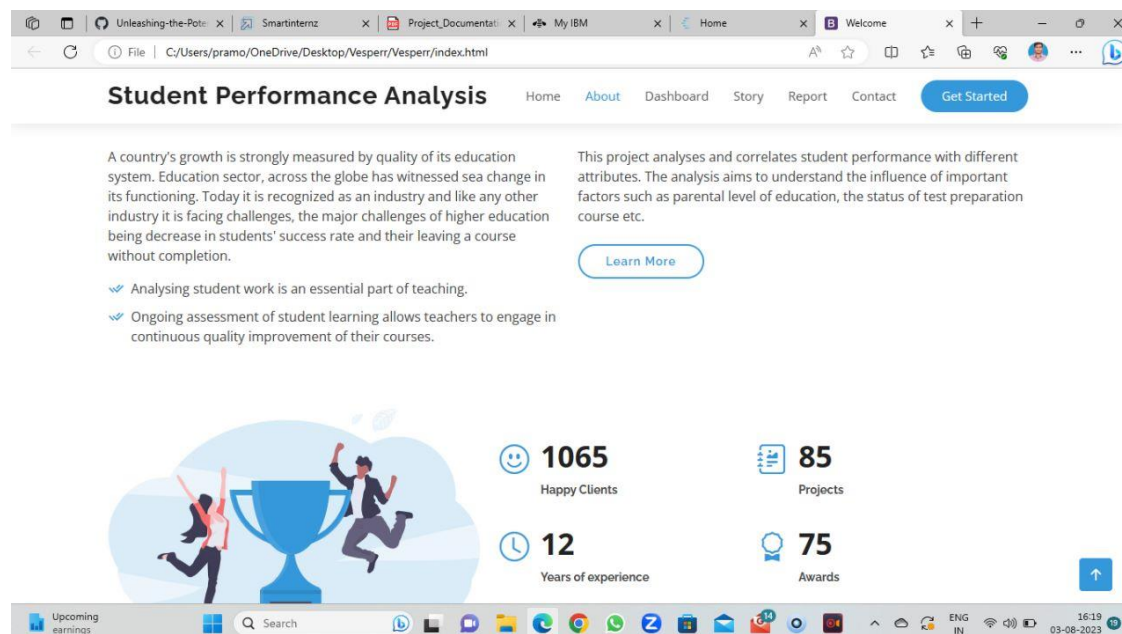 Unleashing-the-Pote
Smartinternz
Project_Documentati
My IBM
Home
Welcome
File
C:/Users/pramo/OneDrive/Desktop/Vesperr/Vesperr/index.html
Student Performance Analysis
Home
About
Dashboard
Story
Report
Contact
Get Started
A country's growth is strongly measured by quality of its education
system. Education sector, across the globe has witnessed sea change in
its functioning. Today it is recognized as an industry and like any other
industry it is facing challenges, the major challenges of higher education
being decrease in students' success rate and their leaving a course
without completion.
Analysing student work is an essential part of teaching.
Ongoing assessment of student learning allows teachers to engage in
continuous quality improvement of their courses.
This project analyses and correlates student performance with different
attributes. The analysis aims to understand the influence of important
factors such as parental level of education, the status of test preparation
course etc.
Learn More
1065
Happy Clients
85
Projects
12
Years of experience
75
Awards
Upcoming
earnings
Search
14
ENG
IN
16:19
03-08-2023
19